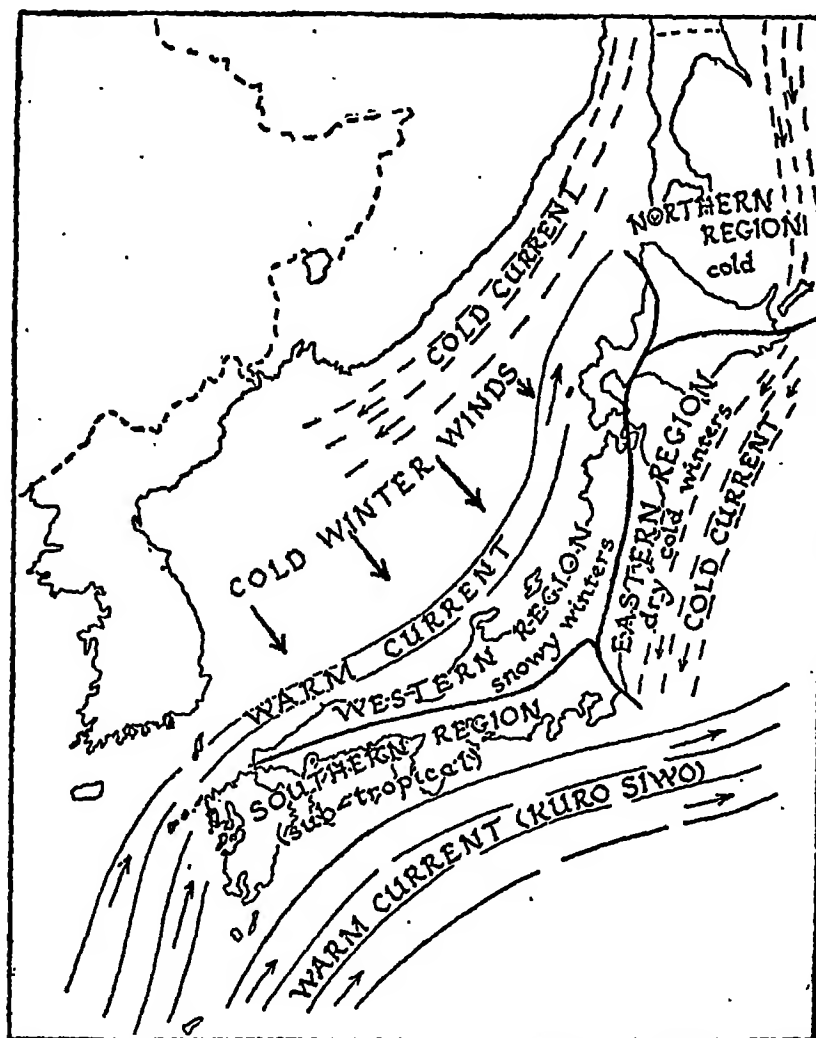 NORTHERN
REGION
cold
COLD CURRENT
COLD WINTER WINDS
WARM CURRENT
WESTERN REGION
snowy winters
EASTERN REGION
dry cold winters
COLD CURRENT
SOUTHERN REGION
(sub-tropical)
WARM CURRENT (KURO SIWO)